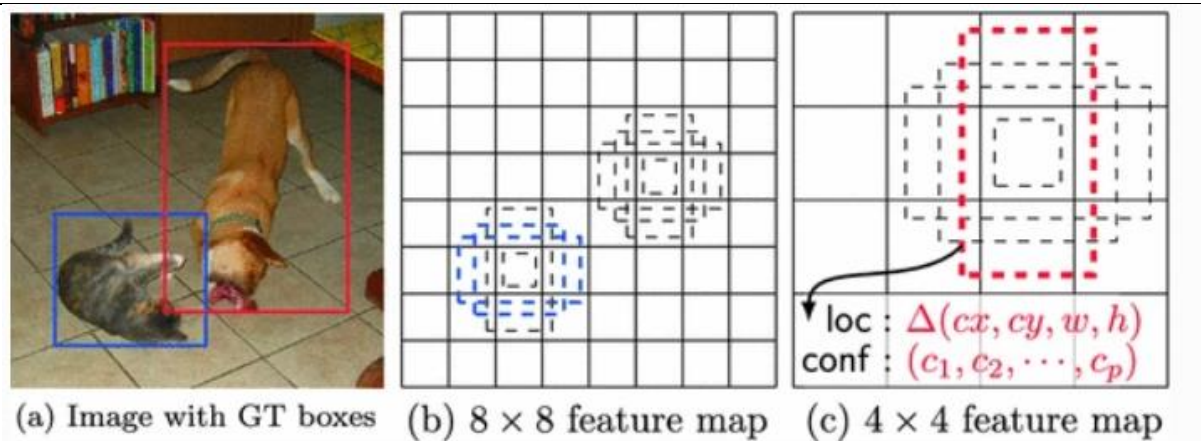 loc : Δ(cx, cy, w, h)
conf : (c₁, c₂, ⋯, cₚ)
(a) Image with GT boxes
(b) 8 × 8 feature map
(c) 4 × 4 feature map